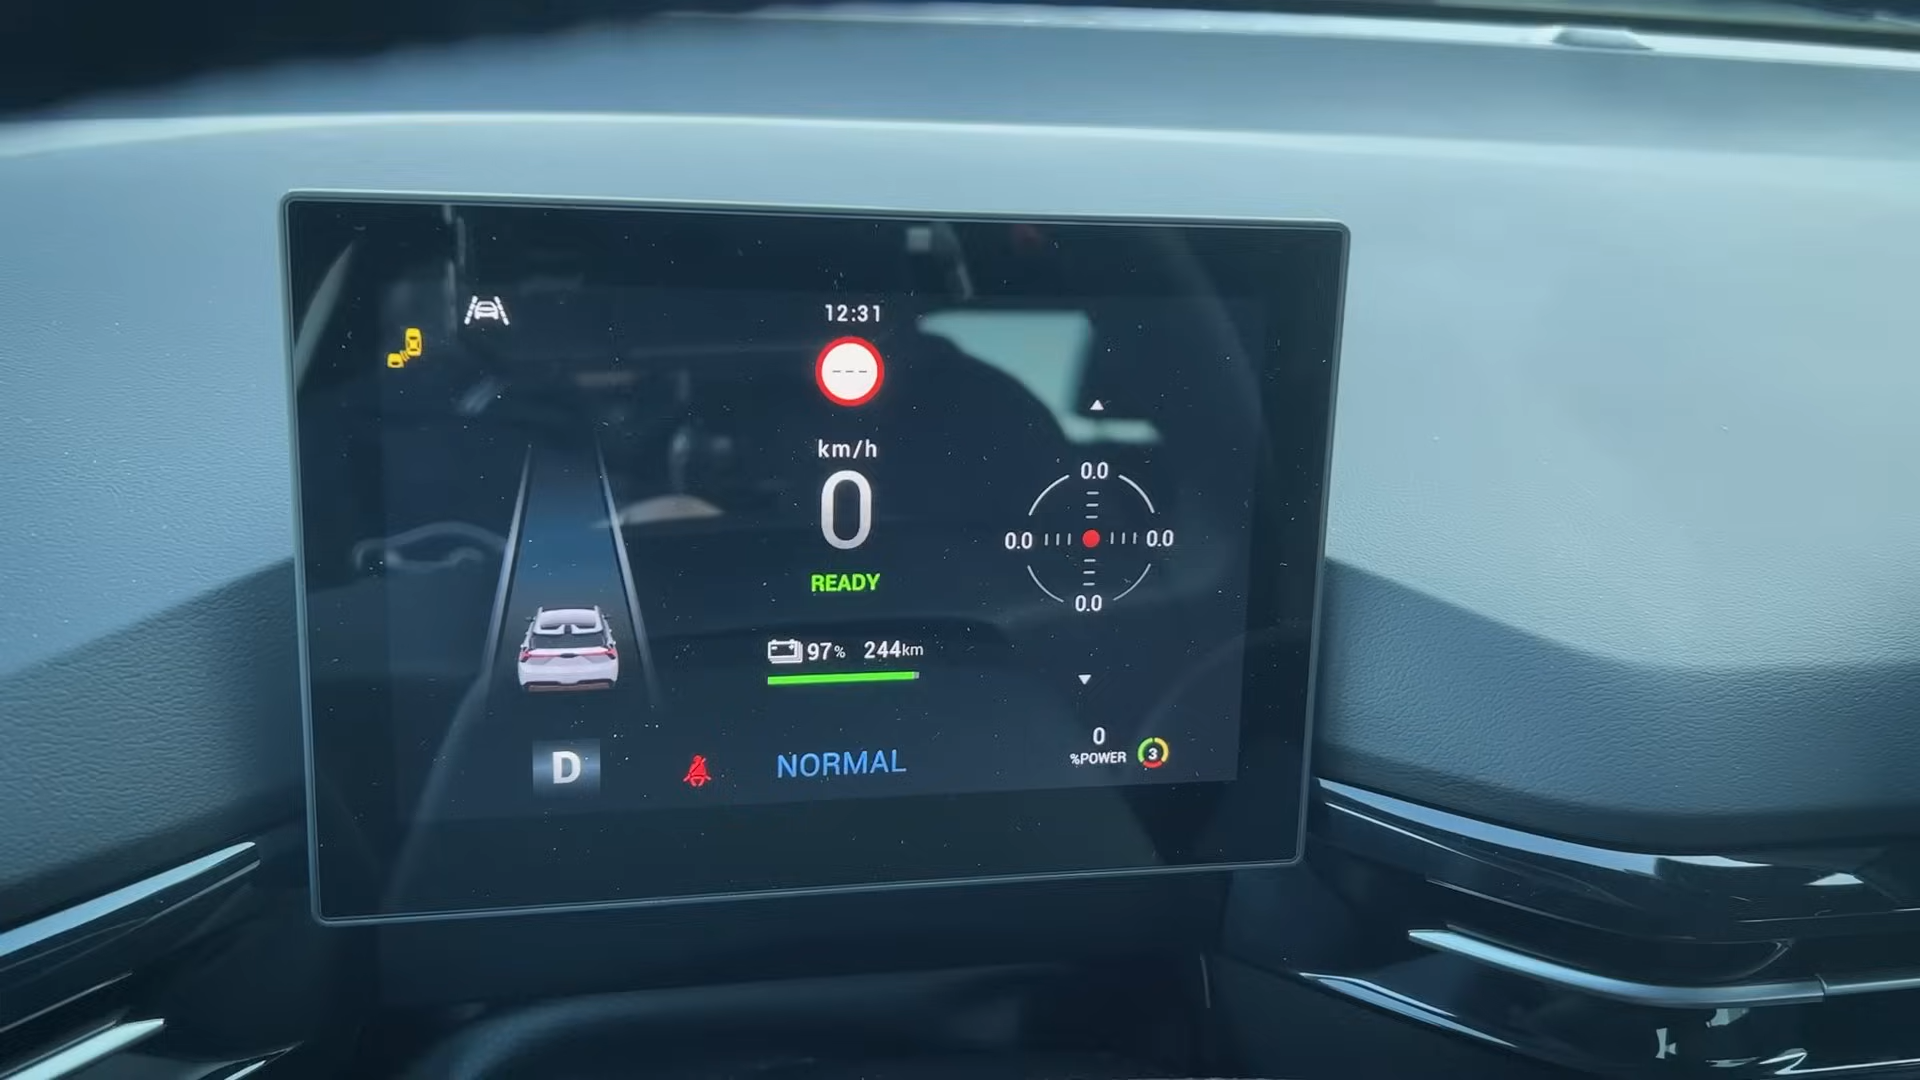 12:31
---
km/h
0
READY
97% 244km
0.0
0.0 0.0
0.0
D
NORMAL
0
%POWER 3